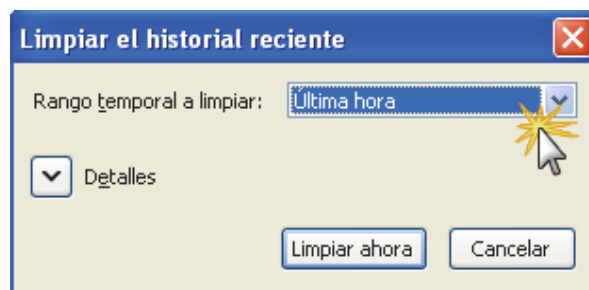 Limpiar el historial reciente
Rango temporal a limpiar: Última hora
Detalles
Limpiar ahora Cancelar